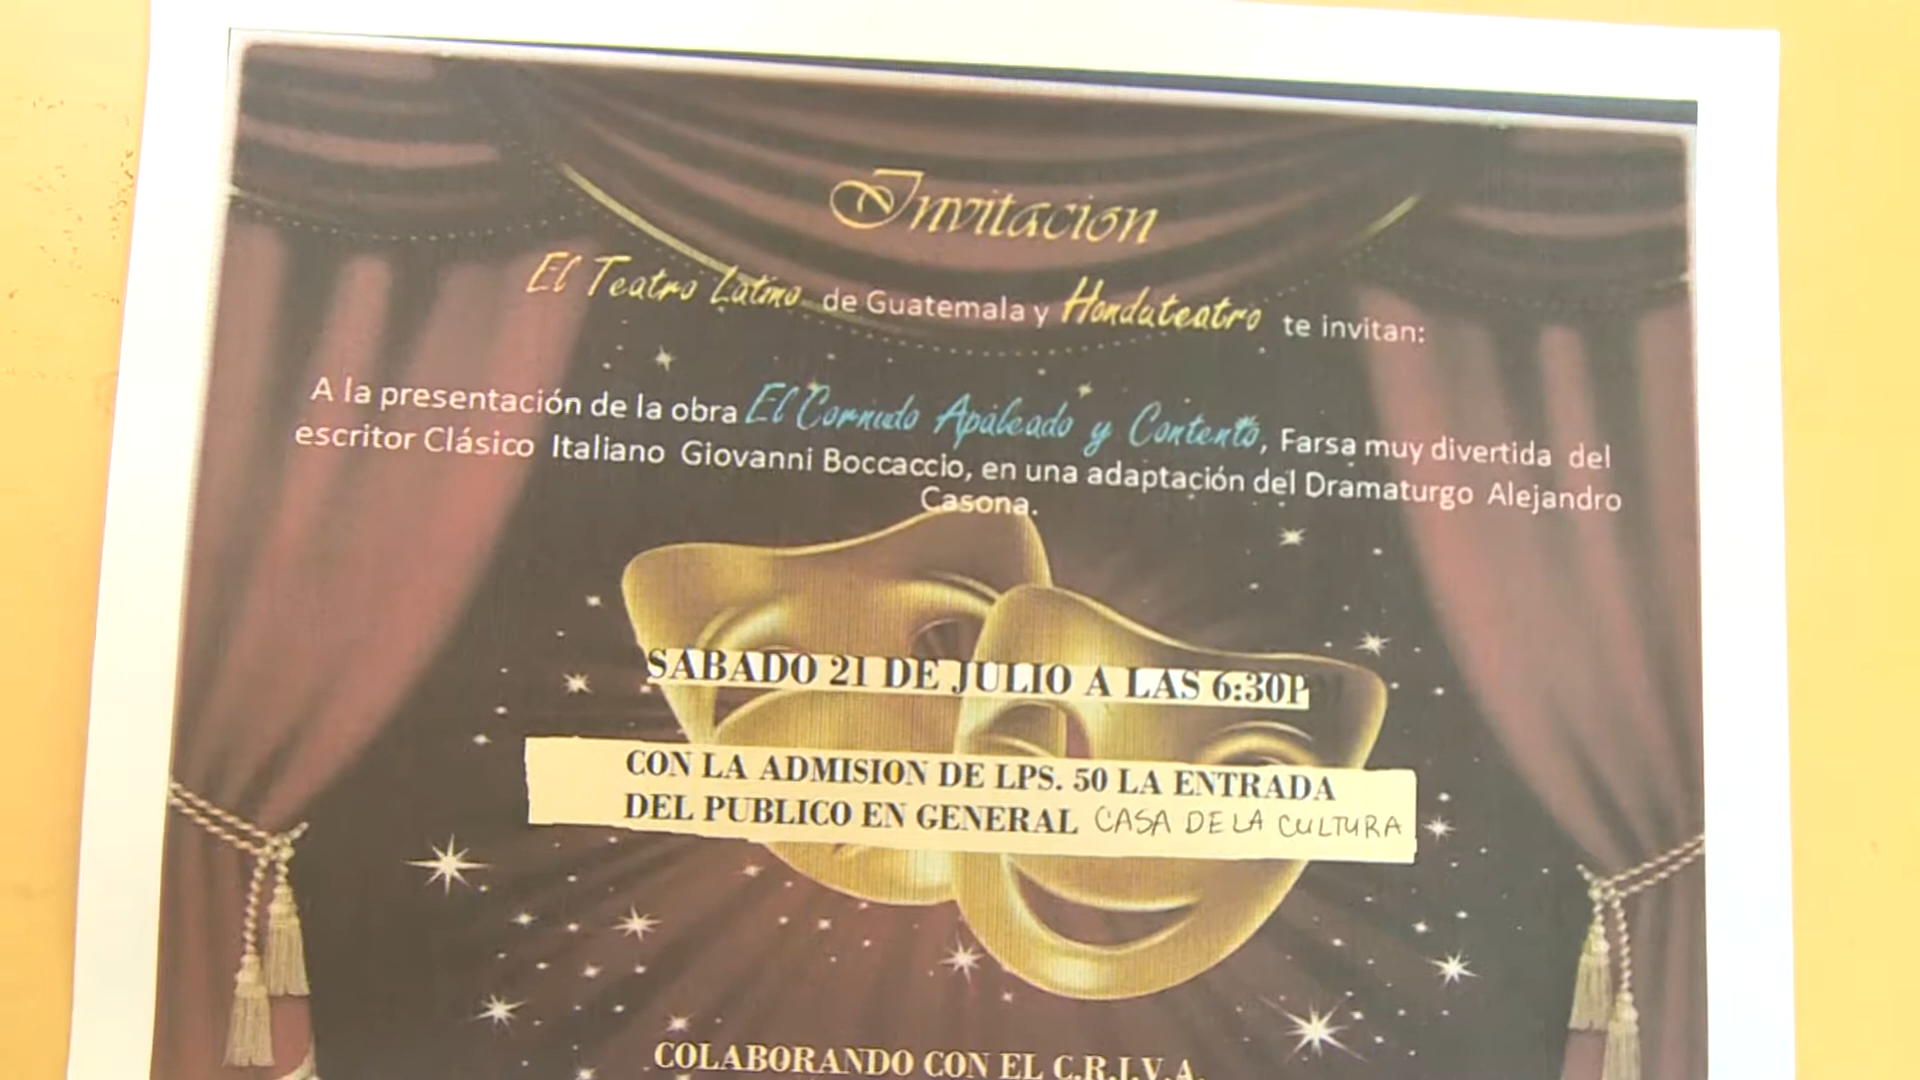 Invitacion
El Teatro Latino de Guatemala y Honduteatro te invitan:
A la presentación de la obra El Cornudo Apaleado y Contento, Farsa muy divertida del
escritor Clásico Italiano Giovanni Boccaccio, en una adaptación del Dramaturgo Alejandro
Casona.
SABADO 21 DE JULIO A LAS 6:30P
CON LA ADMISION DE LPS. 50 LA ENTRADA
DEL PUBLICO EN GENERAL CASA DE LA CULTURA
COLABORANDO CON EL C.R.I.V.A.